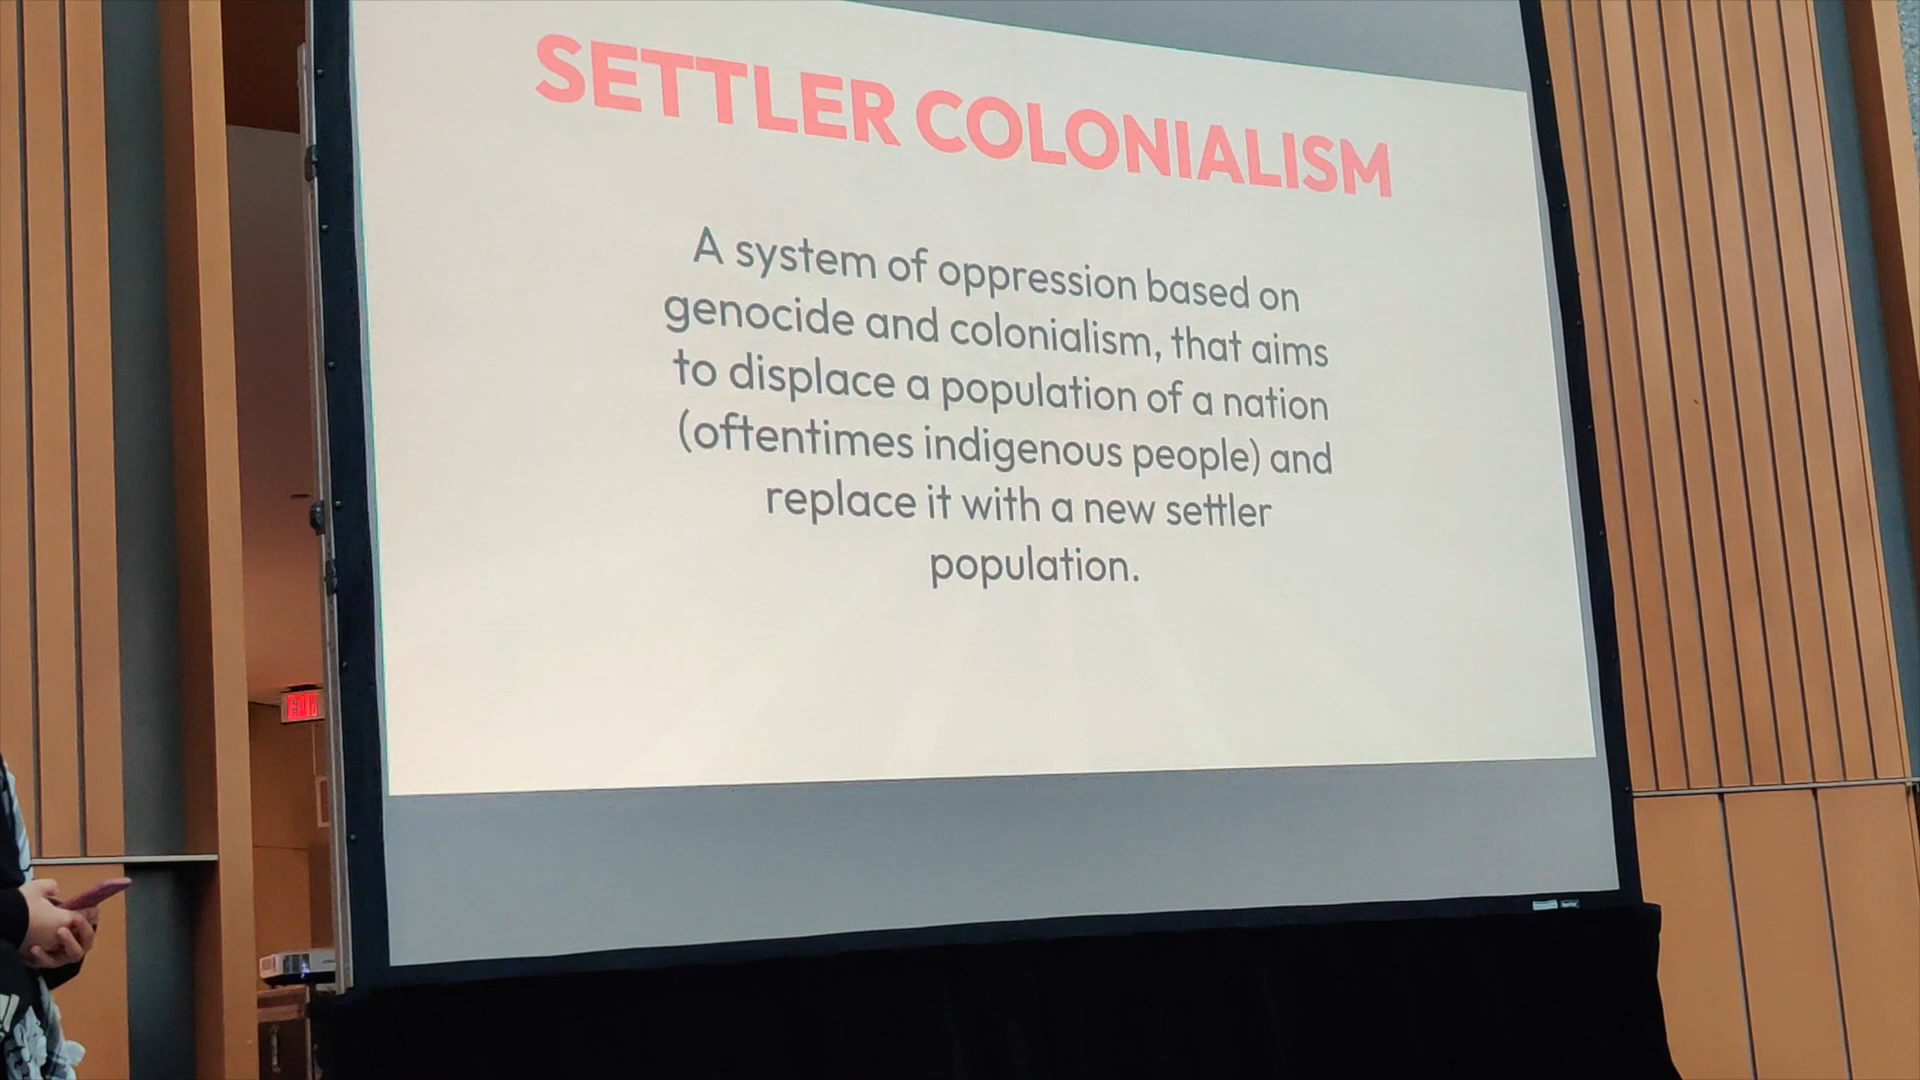 SETTLER COLONIALISM
A system of oppression based on
genocide and colonialism, that aims
to displace a population of a nation
(oftentimes indigenous people) and
replace it with a new settler
population.
EXIT